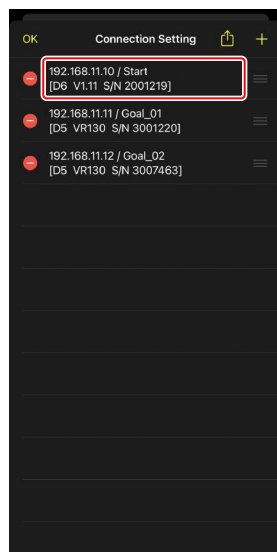 OK Connection Setting
192.168.11.10 / Start
[D6 V1.11 S/N 2001219]
192.168.11.11 / Goal_01
[D5 VR130 S/N 3001220]
192.168.11.12 / Goal_02
[D5 VR130 S/N 3007463]